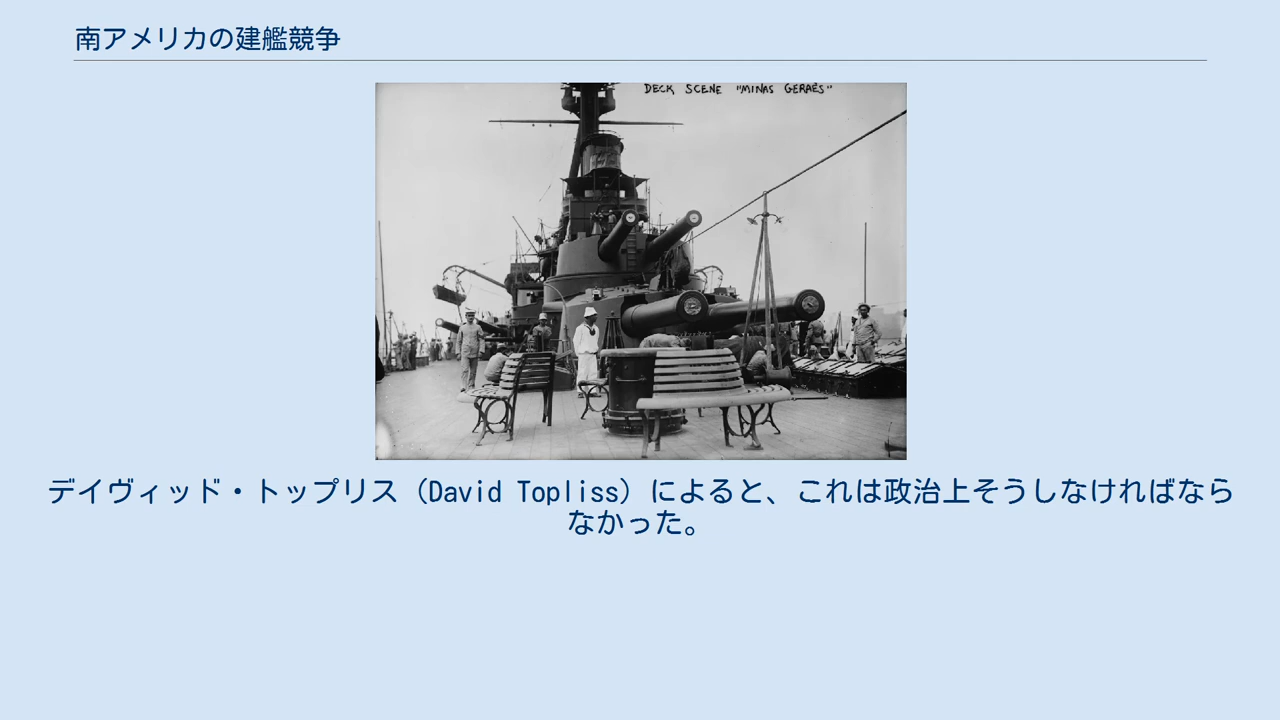 南アメリカの建艦競争
DECK SCENE "MINAS GERAËS"
デイヴィッド・トップリス（David Topliss）によると、これは政治上そうしなければなら
なかった。